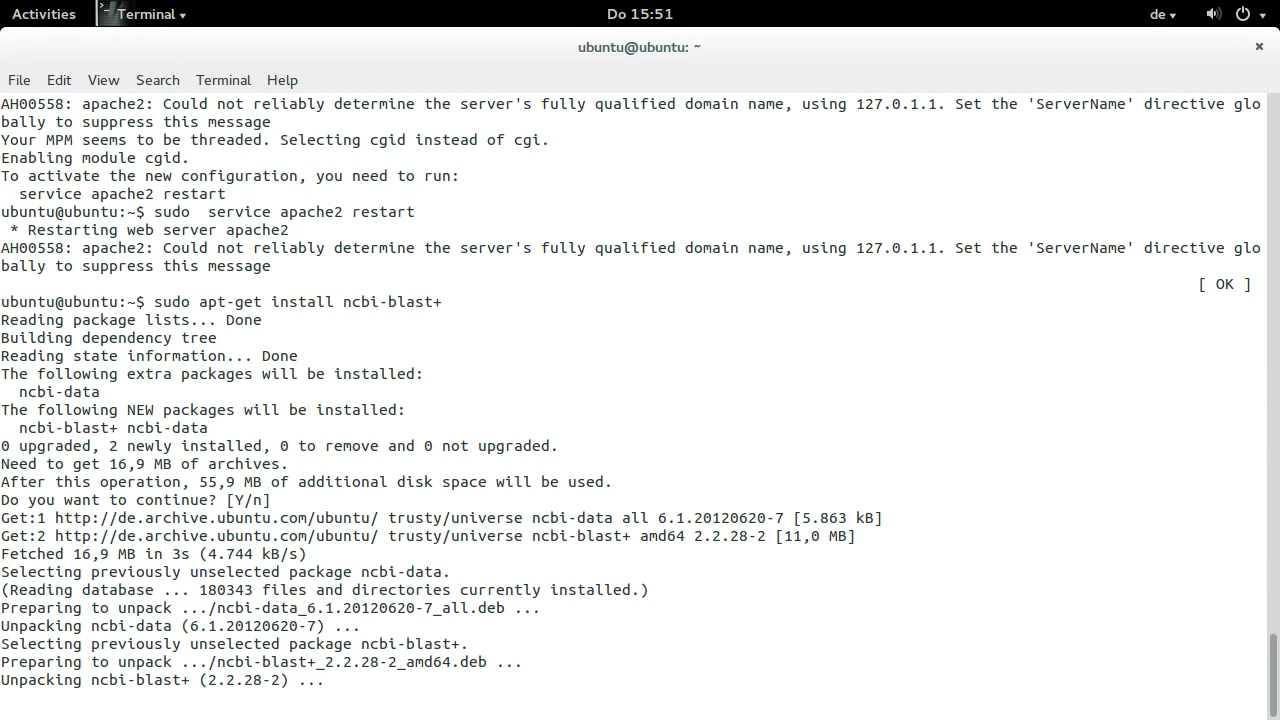 Activities Terminal Do 15:51 de
ubuntu@ubuntu: ~
File Edit View Search Terminal Help
AH00558: apache2: Could not reliably determine the server's fully qualified domain name, using 127.0.1.1. Set the 'ServerName' directive glo
bally to suppress this message
Your MPM seems to be threaded. Selecting cgid instead of cgi.
Enabling module cgid.
To activate the new configuration, you need to run:
  service apache2 restart
ubuntu@ubuntu:~$ sudo  service apache2 restart
 * Restarting web server apache2
AH00558: apache2: Could not reliably determine the server's fully qualified domain name, using 127.0.1.1. Set the 'ServerName' directive glo
bally to suppress this message
[ OK ]
ubuntu@ubuntu:~$ sudo apt-get install ncbi-blast+
Reading package lists... Done
Building dependency tree
Reading state information... Done
The following extra packages will be installed:
  ncbi-data
The following NEW packages will be installed:
  ncbi-blast+ ncbi-data
0 upgraded, 2 newly installed, 0 to remove and 0 not upgraded.
Need to get 16,9 MB of archives.
After this operation, 55,9 MB of additional disk space will be used.
Do you want to continue? [Y/n]
Get:1 http://de.archive.ubuntu.com/ubuntu/ trusty/universe ncbi-data all 6.1.20120620-7 [5.863 kB]
Get:2 http://de.archive.ubuntu.com/ubuntu/ trusty/universe ncbi-blast+ amd64 2.2.28-2 [11,0 MB]
Fetched 16,9 MB in 3s (4.744 kB/s)
Selecting previously unselected package ncbi-data.
(Reading database ... 180343 files and directories currently installed.)
Preparing to unpack .../ncbi-data_6.1.20120620-7_all.deb ...
Unpacking ncbi-data (6.1.20120620-7) ...
Selecting previously unselected package ncbi-blast+.
Preparing to unpack .../ncbi-blast+_2.2.28-2_amd64.deb ...
Unpacking ncbi-blast+ (2.2.28-2) ...